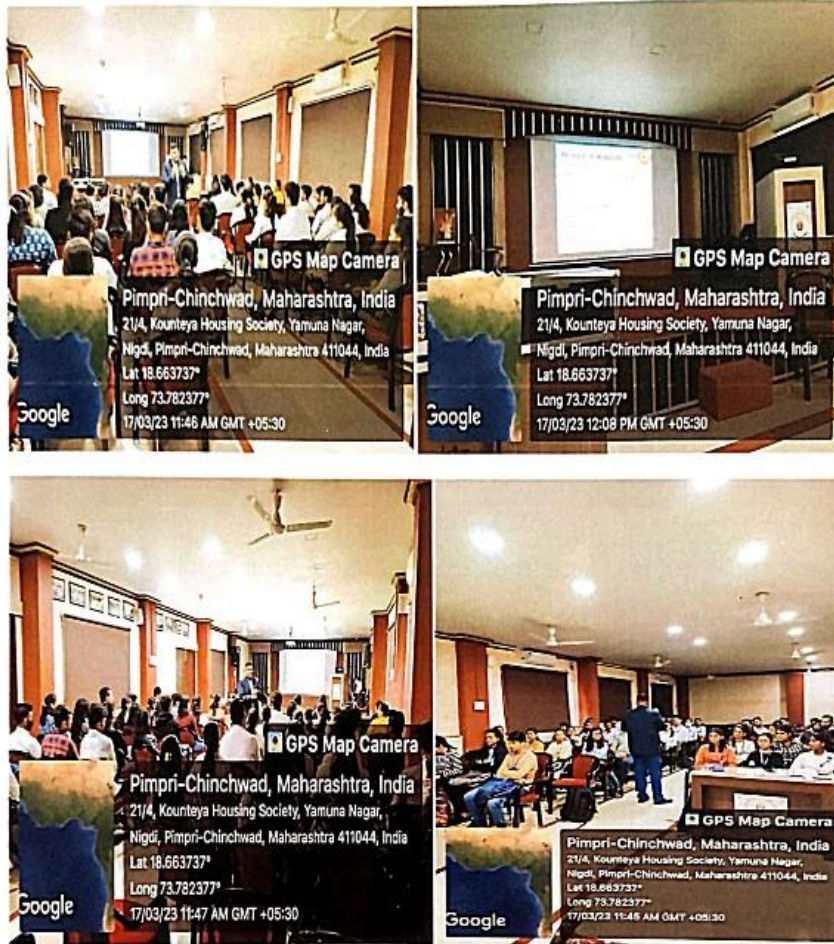 GPS Map Camera
Pimpri-Chinchwad, Maharashtra, India
21/4, Kounteya Housing Society, Yamuna Nagar,
Nigdi, Pimpri-Chinchwad, Maharashtra 411044, India
Lat 18.663737°
Long 73.782377°
17/03/23 11:46 AM GMT +05:30
Google
GPS Map Camera
Pimpri-Chinchwad, Maharashtra, India
21/4, Kounteya Housing Society, Yamuna Nagar,
Nigdi, Pimpri-Chinchwad, Maharashtra 411044, India
Lat 18.663737°
Long 73.782377°
17/03/23 12:08 PM GMT +05:30
Google
GPS Map Camera
Pimpri-Chinchwad, Maharashtra, India
21/4, Kounteya Housing Society, Yamuna Nagar,
Nigdi, Pimpri-Chinchwad, Maharashtra 411044, India
Lat 18.663737°
Long 73.782377°
17/03/23 11:47 AM GMT +05:30
Google
GPS Map Camera
Pimpri-Chinchwad, Maharashtra, India
21/4, Kounteya Housing Society, Yamuna Nagar,
Nigdi, Pimpri-Chinchwad, Maharashtra 411044, India
Lat 18.663737°
Long 73.782377°
17/03/23 11:45 AM GMT +05:30
Google